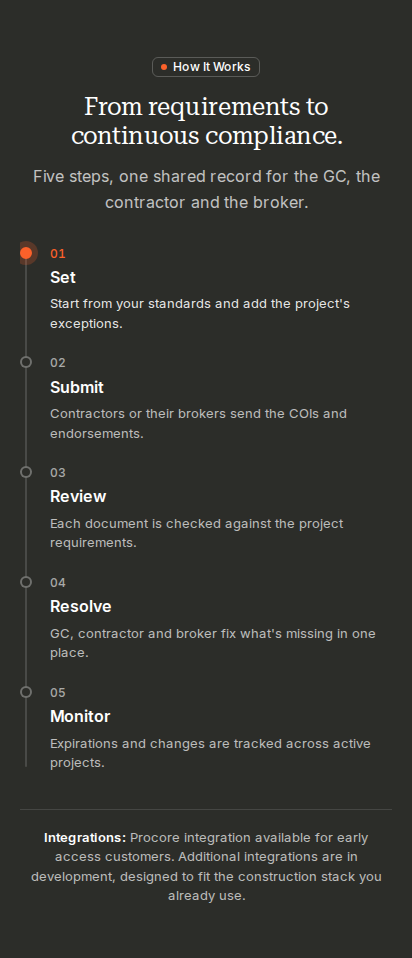 How It Works
From requirements to
continuous compliance.
Five steps, one shared record for the GC, the
contractor and the broker.
01
Set
Start from your standards and add the project's
exceptions.
02
Submit
Contractors or their brokers send the COIs and
endorsements.
03
Review
Each document is checked against the project
requirements.
04
Resolve
GC, contractor and broker fix what's missing in one
place.
05
Monitor
Expirations and changes are tracked across active
projects.
Integrations: Procore integration available for early
access customers. Additional integrations are in
development, designed to fit the construction stack you
already use.